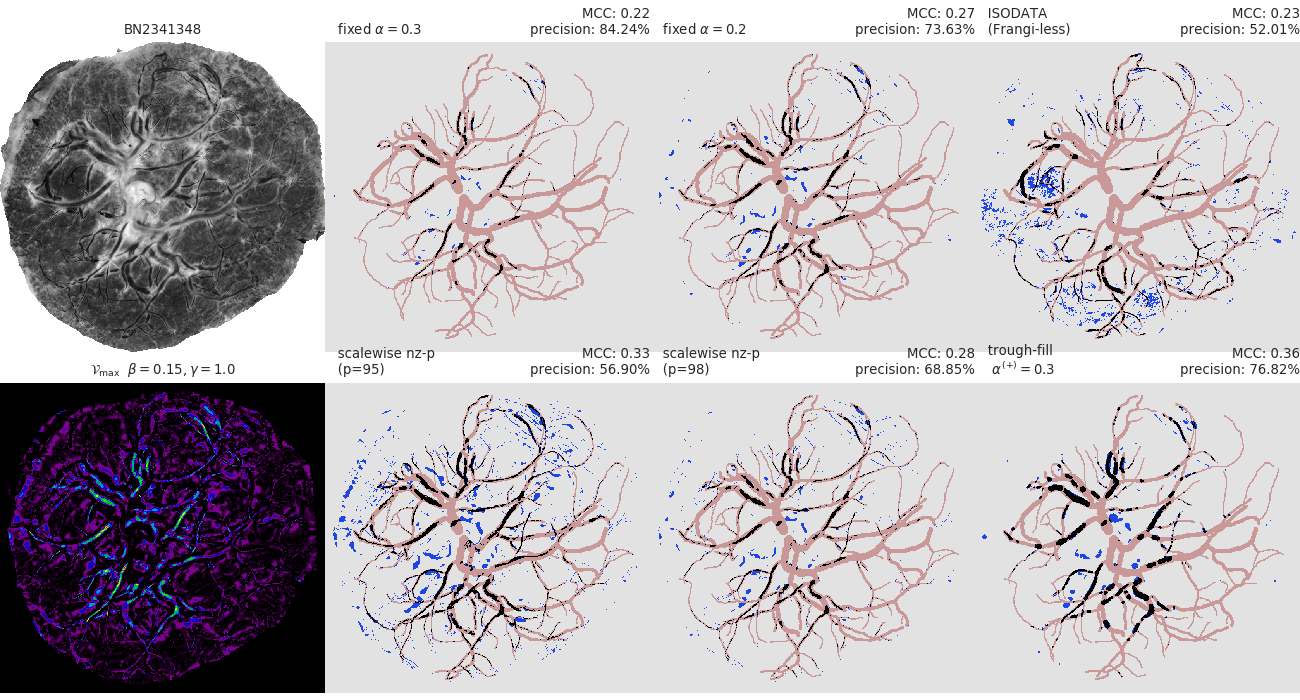 BN2341348
fixed α = 0.3
MCC: 0.22
precision: 84.24%
fixed α = 0.2
MCC: 0.27
precision: 73.63%
ISODATA
(Frangi-less)
MCC: 0.23
precision: 52.01%
𝒱max β = 0.15, γ = 1.0
scalewise nz-p
(p=95)
MCC: 0.33
precision: 56.90%
scalewise nz-p
(p=98)
MCC: 0.28
precision: 68.85%
trough-fill
α(+) = 0.3
MCC: 0.36
precision: 76.82%